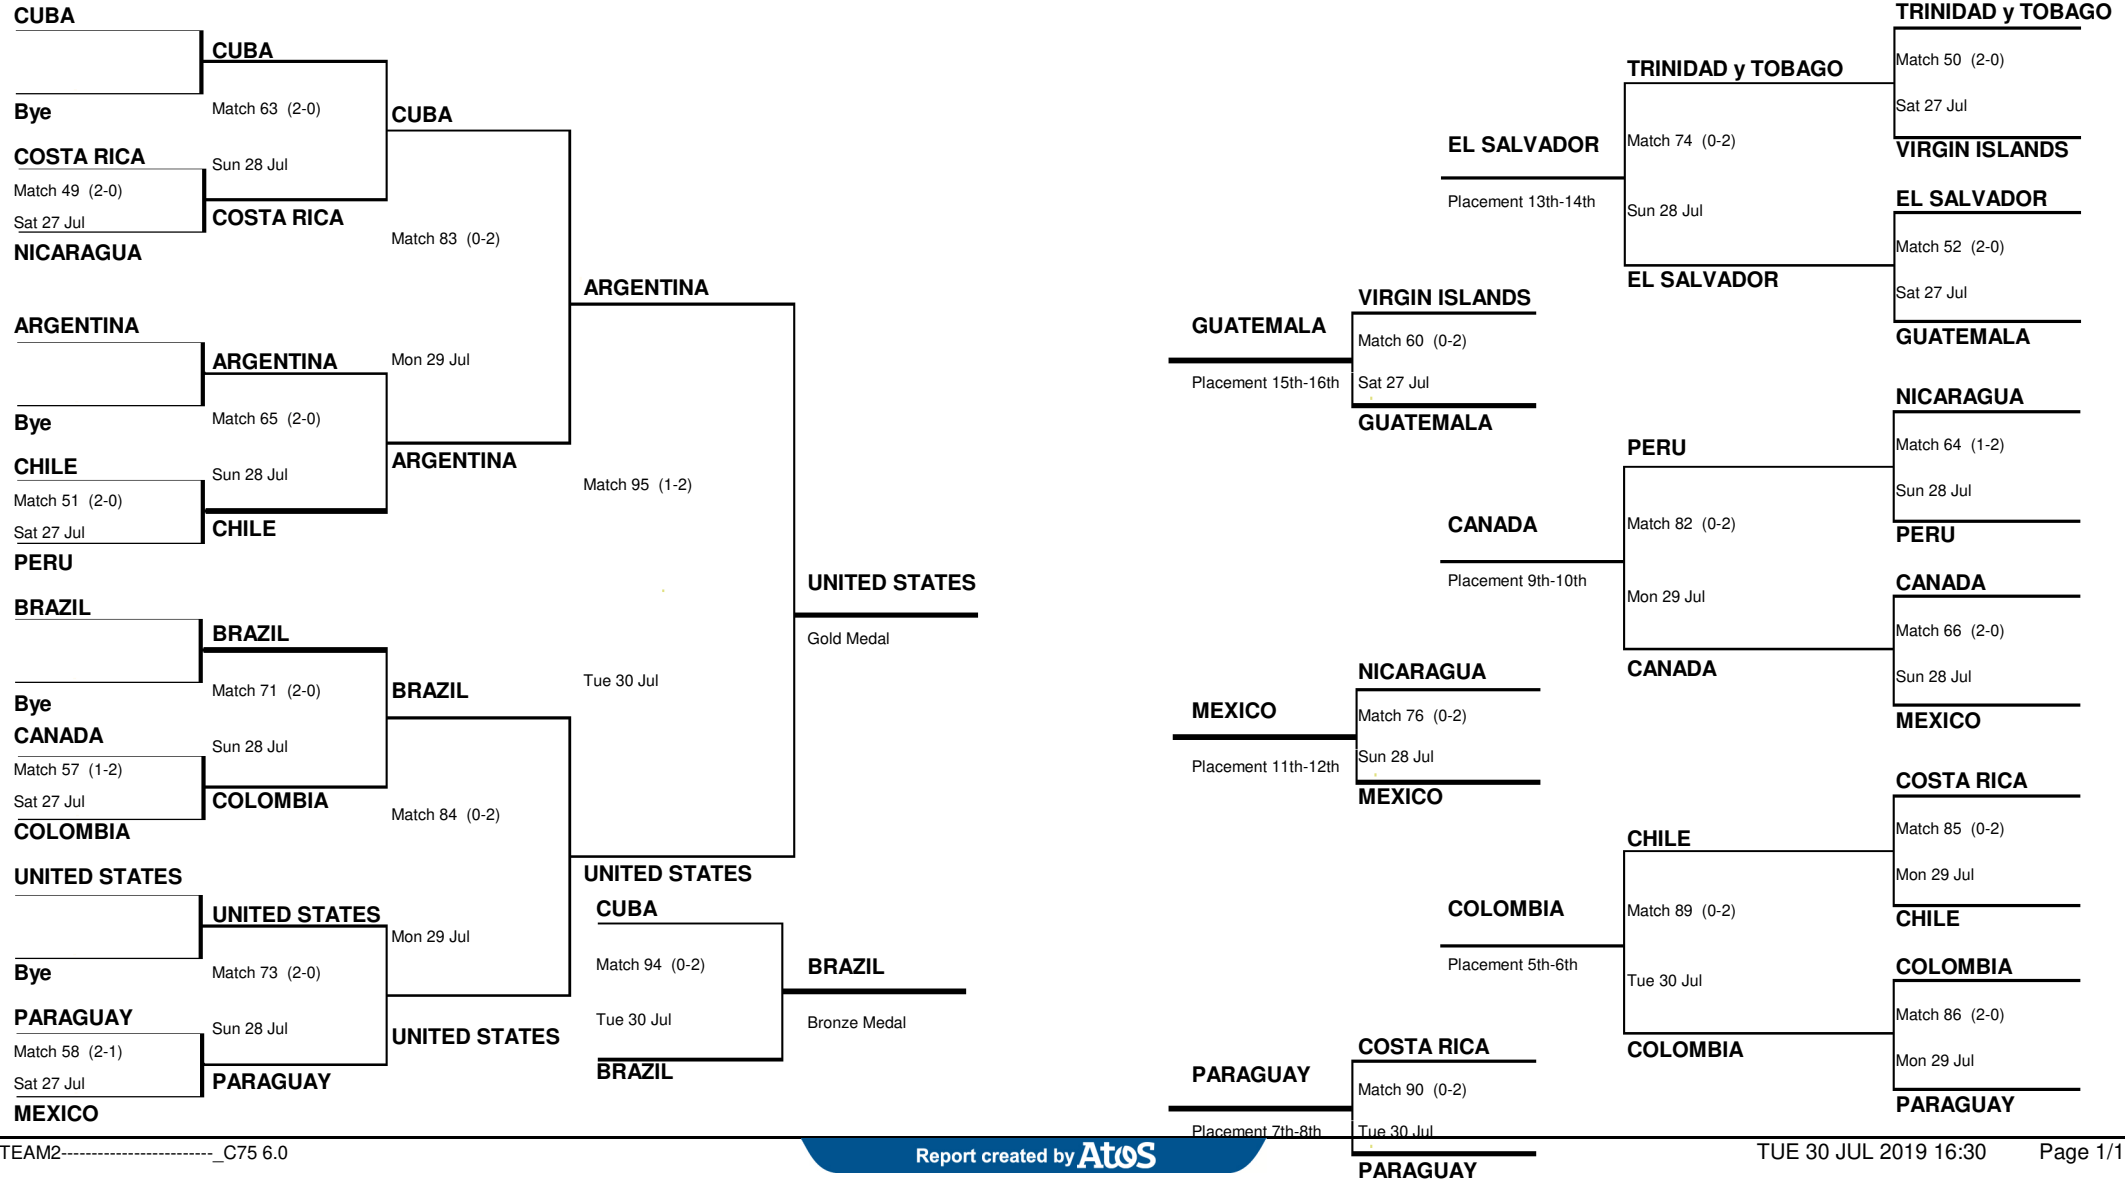 CUBA
CUBA
Bye
Match 63 (2-0)
CUBA
COSTA RICA
Sun 28 Jul
Match 49 (2-0)
Sat 27 Jul
COSTA RICA
NICARAGUA
Match 83 (0-2)
ARGENTINA
ARGENTINA
ARGENTINA
Mon 29 Jul
Bye
Match 65 (2-0)
CHILE
Sun 28 Jul
ARGENTINA
Match 51 (2-0)
Sat 27 Jul
CHILE
PERU
Match 95 (1-2)
UNITED STATES
Gold Medal
BRAZIL
BRAZIL
Bye
Match 71 (2-0)
BRAZIL
Tue 30 Jul
CANADA
Sun 28 Jul
Match 57 (1-2)
Sat 27 Jul
COLOMBIA
COLOMBIA
Match 84 (0-2)
UNITED STATES
UNITED STATES
UNITED STATES
Mon 29 Jul
Bye
Match 73 (2-0)
PARAGUAY
Sun 28 Jul
UNITED STATES
Match 58 (2-1)
Sat 27 Jul
PARAGUAY
MEXICO
CUBA
Match 94 (0-2)
Tue 30 Jul
BRAZIL
BRAZIL
Bronze Medal
TRINIDAD y TOBAGO
Match 50 (2-0)
Sat 27 Jul
VIRGIN ISLANDS
TRINIDAD y TOBAGO
Match 74 (0-2)
Sun 28 Jul
EL SALVADOR
EL SALVADOR
Placement 13th-14th
EL SALVADOR
Match 52 (2-0)
Sat 27 Jul
GUATEMALA
VIRGIN ISLANDS
GUATEMALA
Match 60 (0-2)
Placement 15th-16th
Sat 27 Jul
GUATEMALA
NICARAGUA
Match 64 (1-2)
Sun 28 Jul
PERU
PERU
Match 82 (0-2)
Mon 29 Jul
CANADA
CANADA
Placement 9th-10th
CANADA
Match 66 (2-0)
Sun 28 Jul
MEXICO
NICARAGUA
MEXICO
Match 76 (0-2)
Placement 11th-12th
Sun 28 Jul
MEXICO
COSTA RICA
Match 85 (0-2)
Mon 29 Jul
CHILE
CHILE
Match 89 (0-2)
Tue 30 Jul
COLOMBIA
COLOMBIA
Placement 5th-6th
COLOMBIA
Match 86 (2-0)
Mon 29 Jul
PARAGUAY
COSTA RICA
PARAGUAY
Match 90 (0-2)
Placement 7th-8th
Tue 30 Jul
PARAGUAY
TEAM2-------------------------_C75 6.0
Report created by Atos
TUE 30 JUL 2019 16:30
Page 1/1